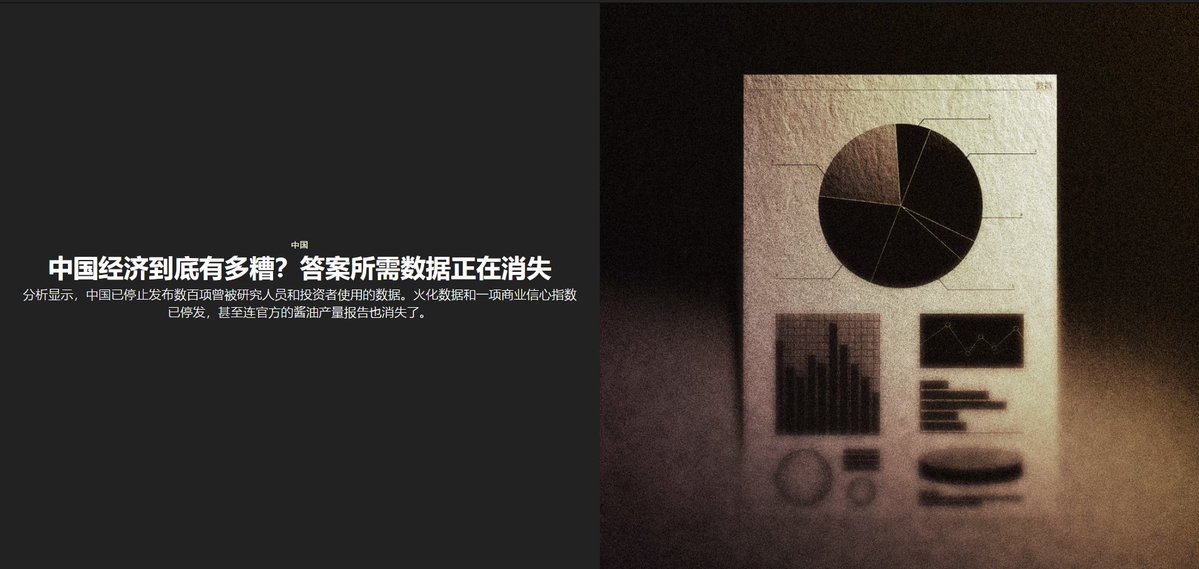 中国
中国经济到底有多糟？答案所需数据正在消失
分析显示，中国已停止发布数百项曾被研究人员和投资者使用的数据。火化数据和一项商业信心指数
已停发，甚至连官方的酱油产量报告也消失了。